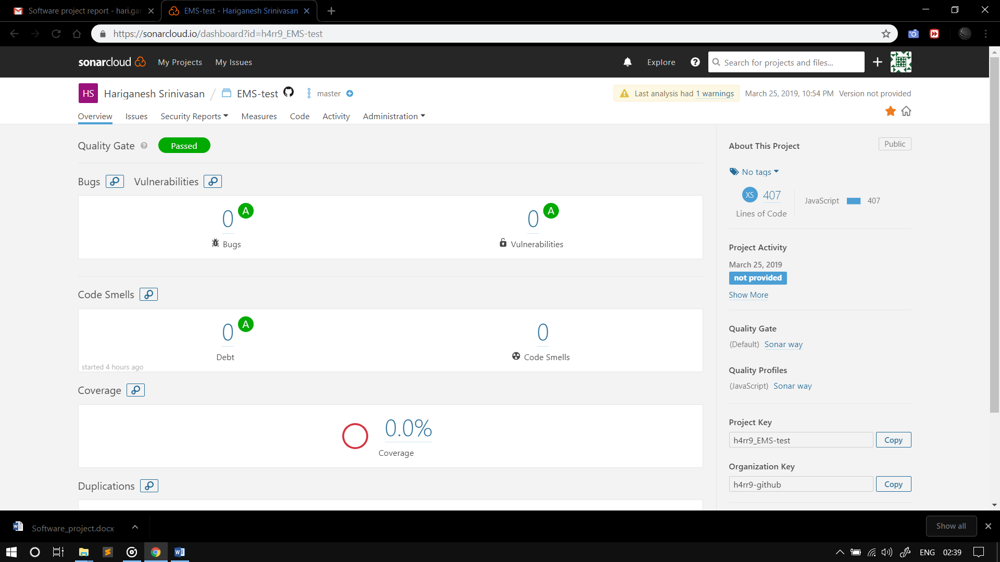 Software project report - hari.ga
EMS-test - Hariganesh Srinivasan
https://sonarcloud.io/dashboard?id=h4rr9_EMS-test
sonarcloud My Projects My Issues Explore Search for projects and files...
HS Hariganesh Srinivasan / EMS-test master
Last analysis had 1 warnings March 25, 2019, 10:54 PM Version not provided
Overview Issues Security Reports Measures Code Activity Administration
Quality Gate Passed
Bugs Vulnerabilities
0 A
Bugs
0 A
Vulnerabilities
Code Smells
0 A
Debt
started 4 hours ago
0
Code Smells
Coverage
0.0%
Coverage
Duplications
About This Project Public
No tags
XS 407
Lines of Code
JavaScript 407
Project Activity
March 25, 2019
not provided
Show More
Quality Gate
(Default) Sonar way
Quality Profiles
(JavaScript) Sonar way
Project Key
h4rr9_EMS-test Copy
Organization Key
h4rr9-github Copy
Software_project.docx Show all
ENG 02:39